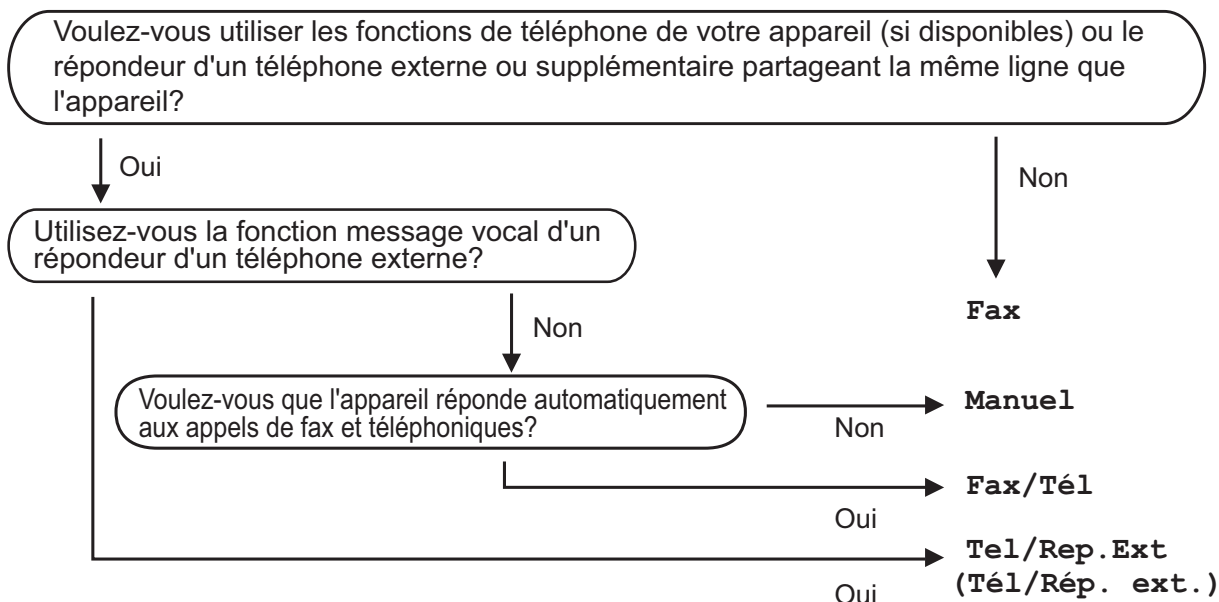 Voulez-vous utiliser les fonctions de téléphone de votre appareil (si disponibles) ou le
répondeur d'un téléphone externe ou supplémentaire partageant la même ligne que
l'appareil?
Oui
Non
Utilisez-vous la fonction message vocal d'un
répondeur d'un téléphone externe?
Fax
Non
Voulez-vous que l'appareil réponde automatiquement
aux appels de fax et téléphoniques?
Manuel
Non
Fax/Tél
Oui
Tel/Rep.Ext
(Tél/Rép. ext.)
Oui